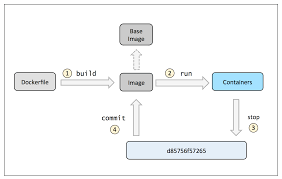 Base
Image
1 build
2 run
Dockerfile
Image
Containers
commit
4
stop
3
d85756f57265